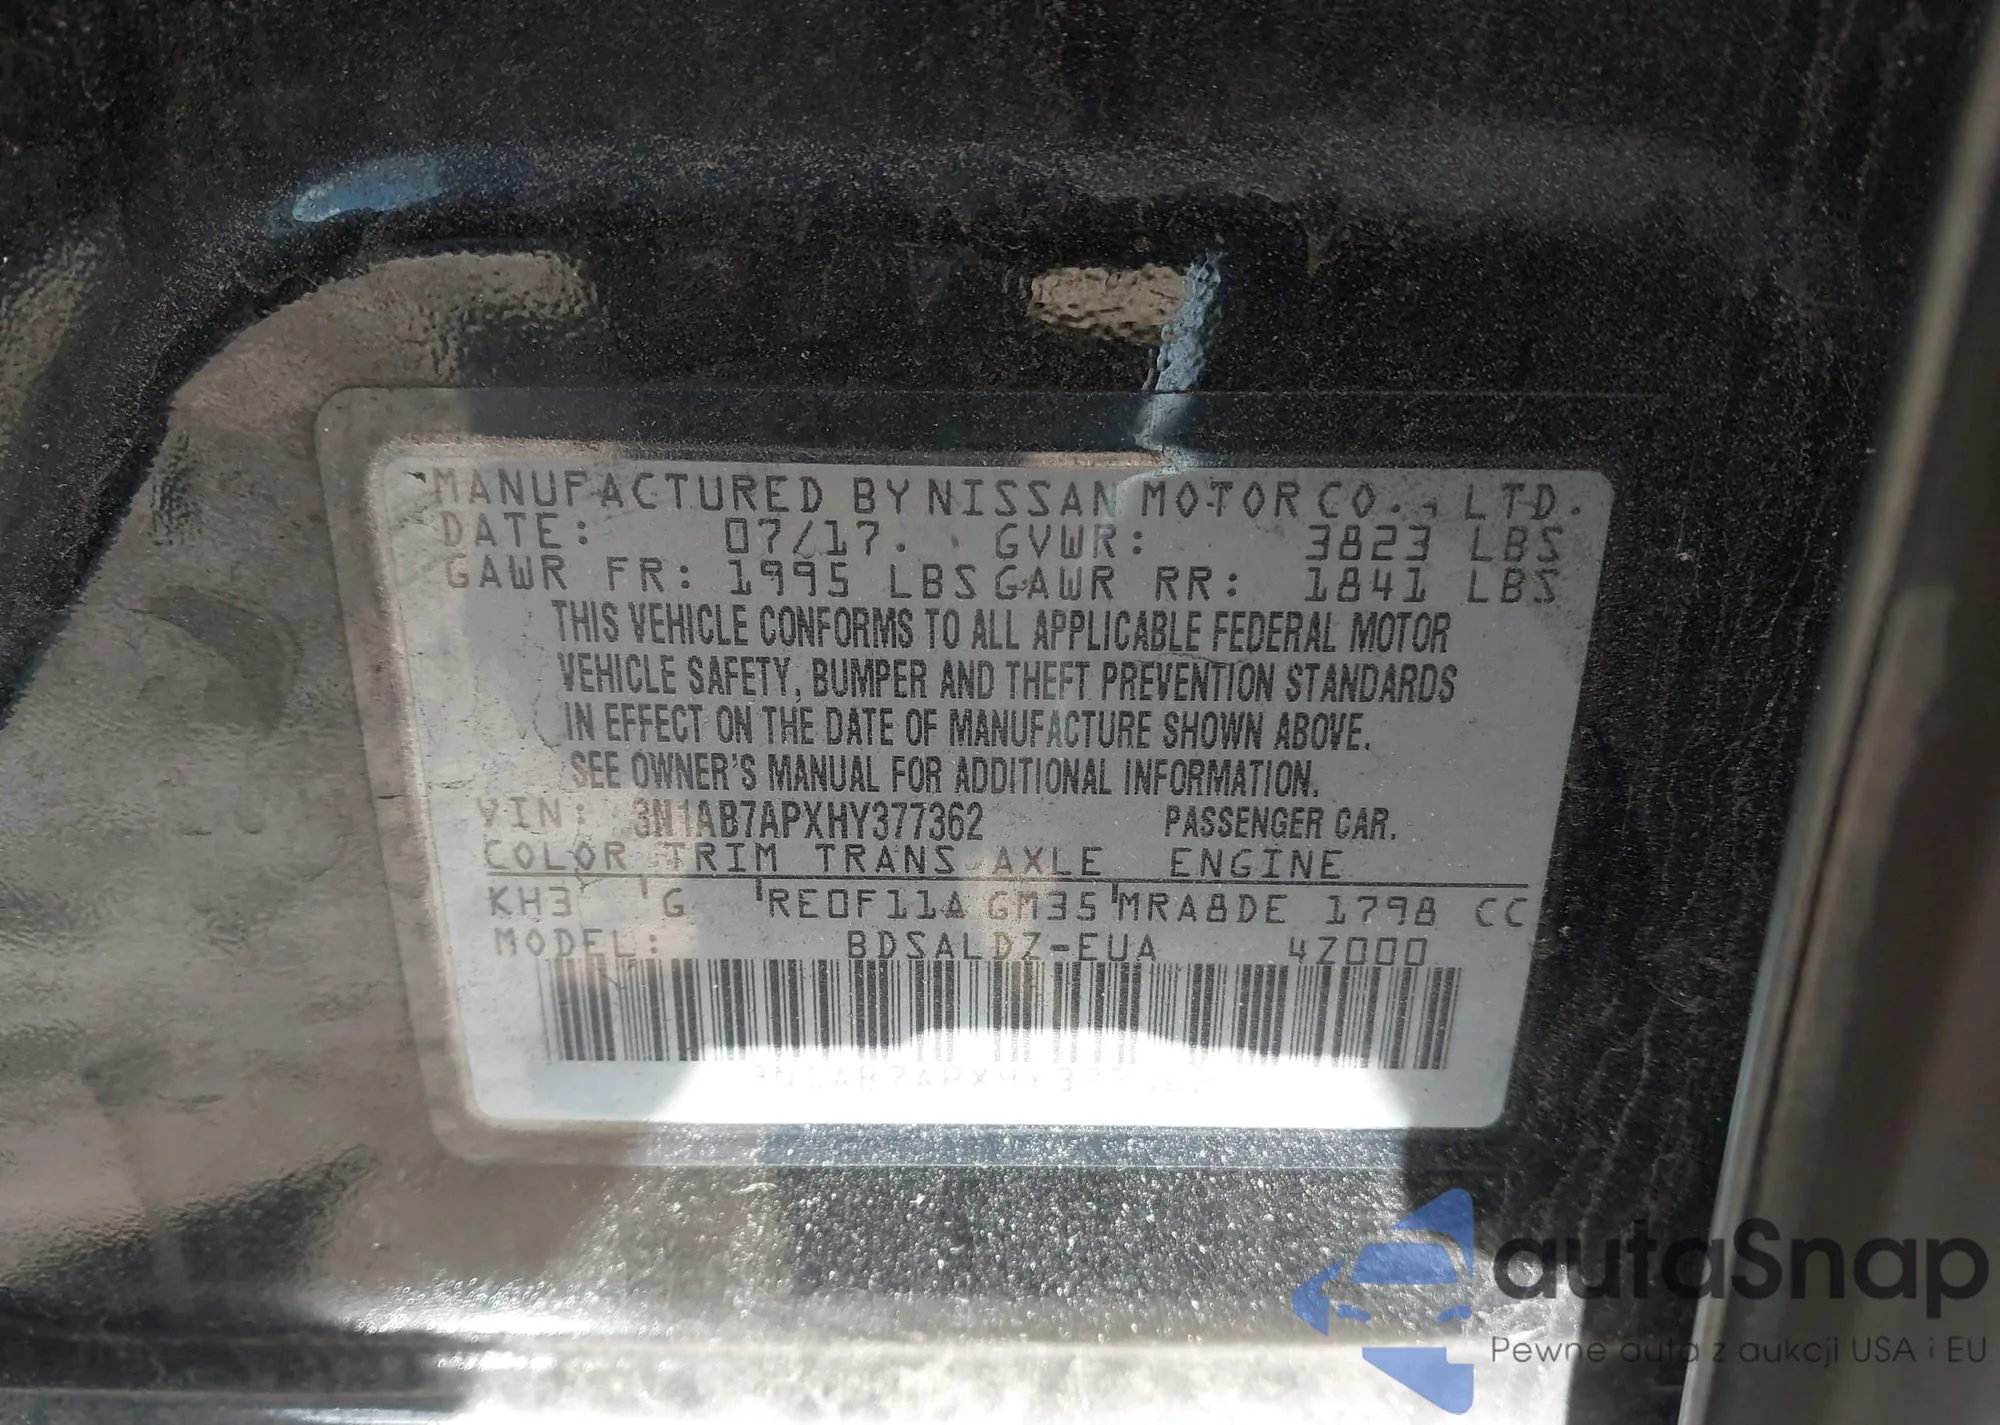 MANUFACTURED BY NISSAN MOTOR CO., LTD.
DATE: 07/17. GVWR: 3823 LBS
GAWR FR: 1995 LBS GAWR RR: 1841 LBS
THIS VEHICLE CONFORMS TO ALL APPLICABLE FEDERAL MOTOR
VEHICLE SAFETY, BUMPER AND THEFT PREVENTION STANDARDS
IN EFFECT ON THE DATE OF MANUFACTURE SHOWN ABOVE.
SEE OWNER'S MANUAL FOR ADDITIONAL INFORMATION.
VIN: 3N1AB7APXHY377362 PASSENGER CAR.
COLOR TRIM TRANS AXLE ENGINE
KH3 G RE0F11A GM35 MRA8DE 1798 CC
MODEL: BDSALDZ-EUA 4Z000
autaSnap
Pewne auta z aukcji USA i EU